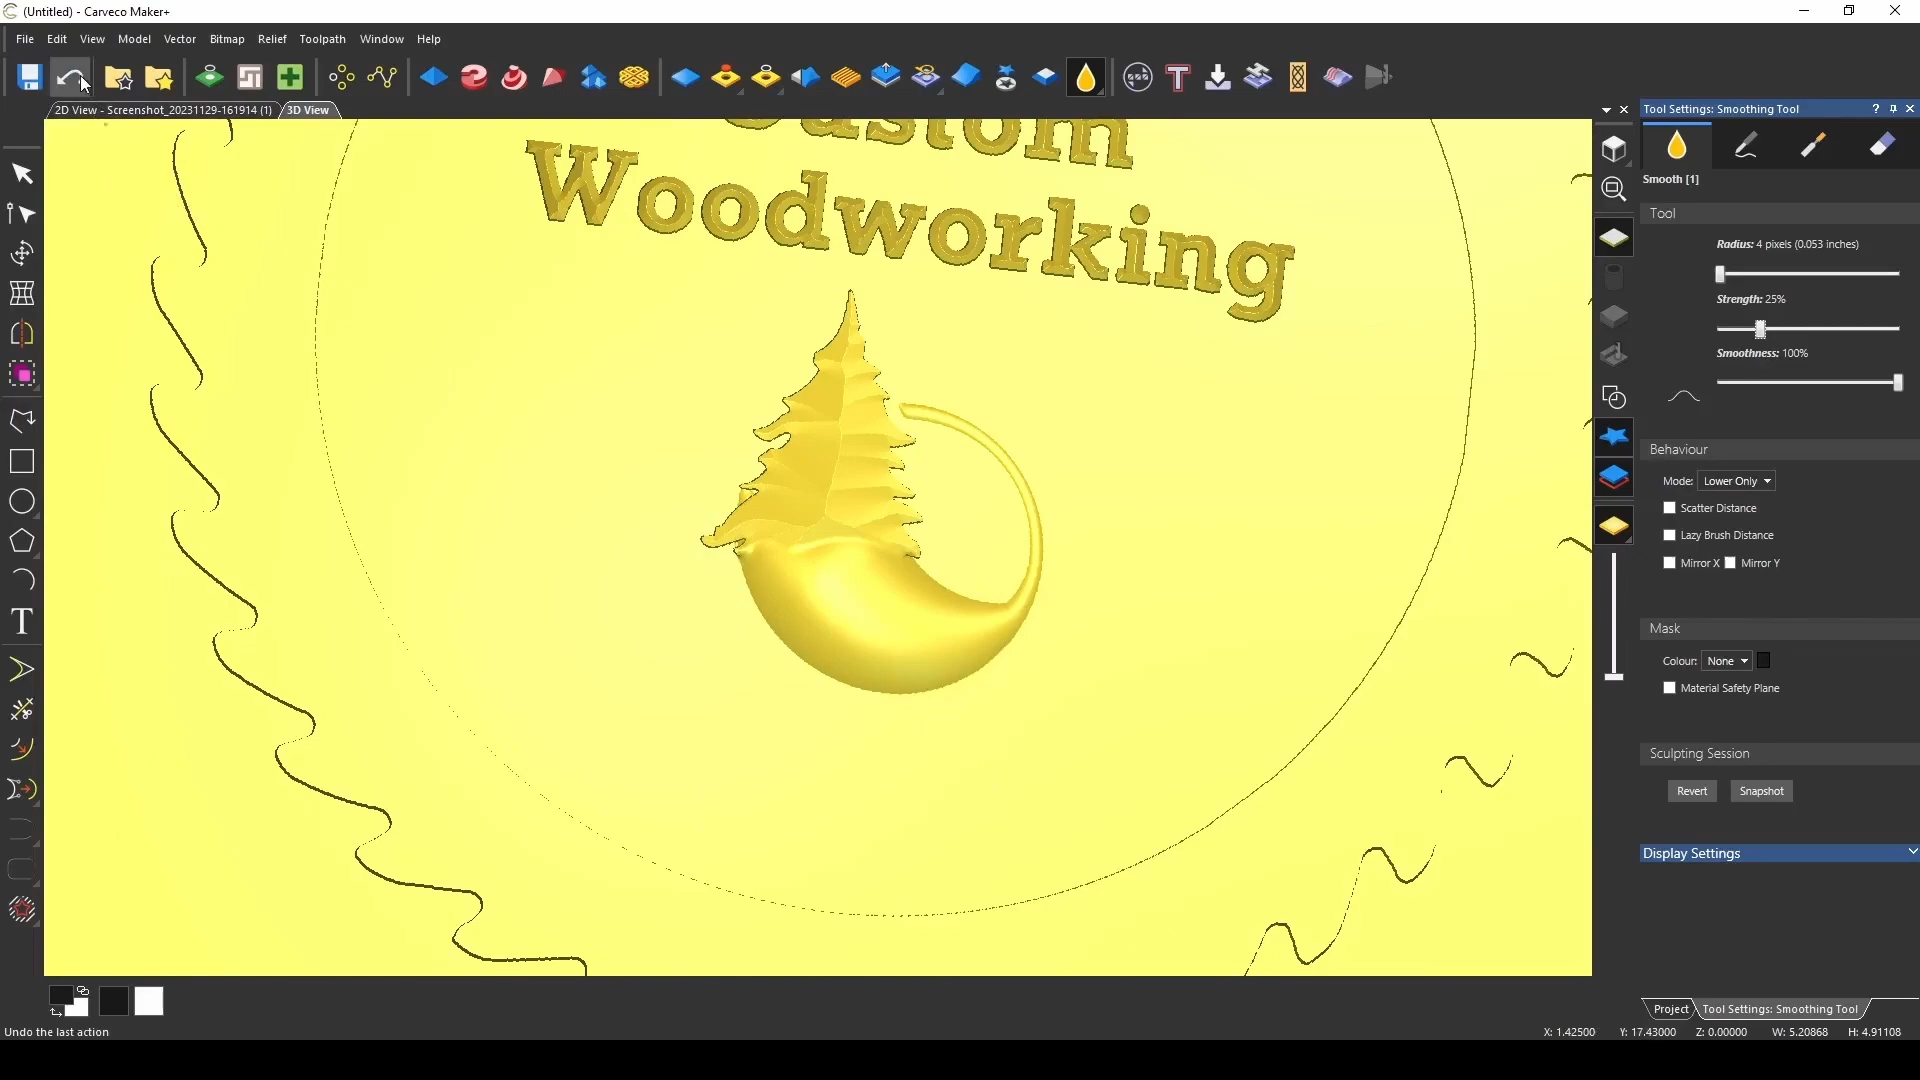 (Untitled) - Carveco Maker+
File Edit View Model Vector Bitmap Relief Toolpath Window Help
2D View - Screenshot_20231129-161914 (1) 3D View
Tool Settings: Smoothing Tool ?
Smooth [1]
Tool
Radius: 4 pixels (0.053 inches)
Strength: 25%
Smoothness: 100%
Behaviour
Mode: Lower Only
Scatter Distance
Lazy Brush Distance
Mirror X Mirror Y
Mask
Colour: None
Material Safety Plane
Sculpting Session
Revert Snapshot
Display Settings
Custom
Woodworking
T
Project Tool Settings: Smoothing Tool
Undo the last action
X: 1.42500 Y: 17.43000 Z: 0.00000 W: 5.20868 H: 4.91108